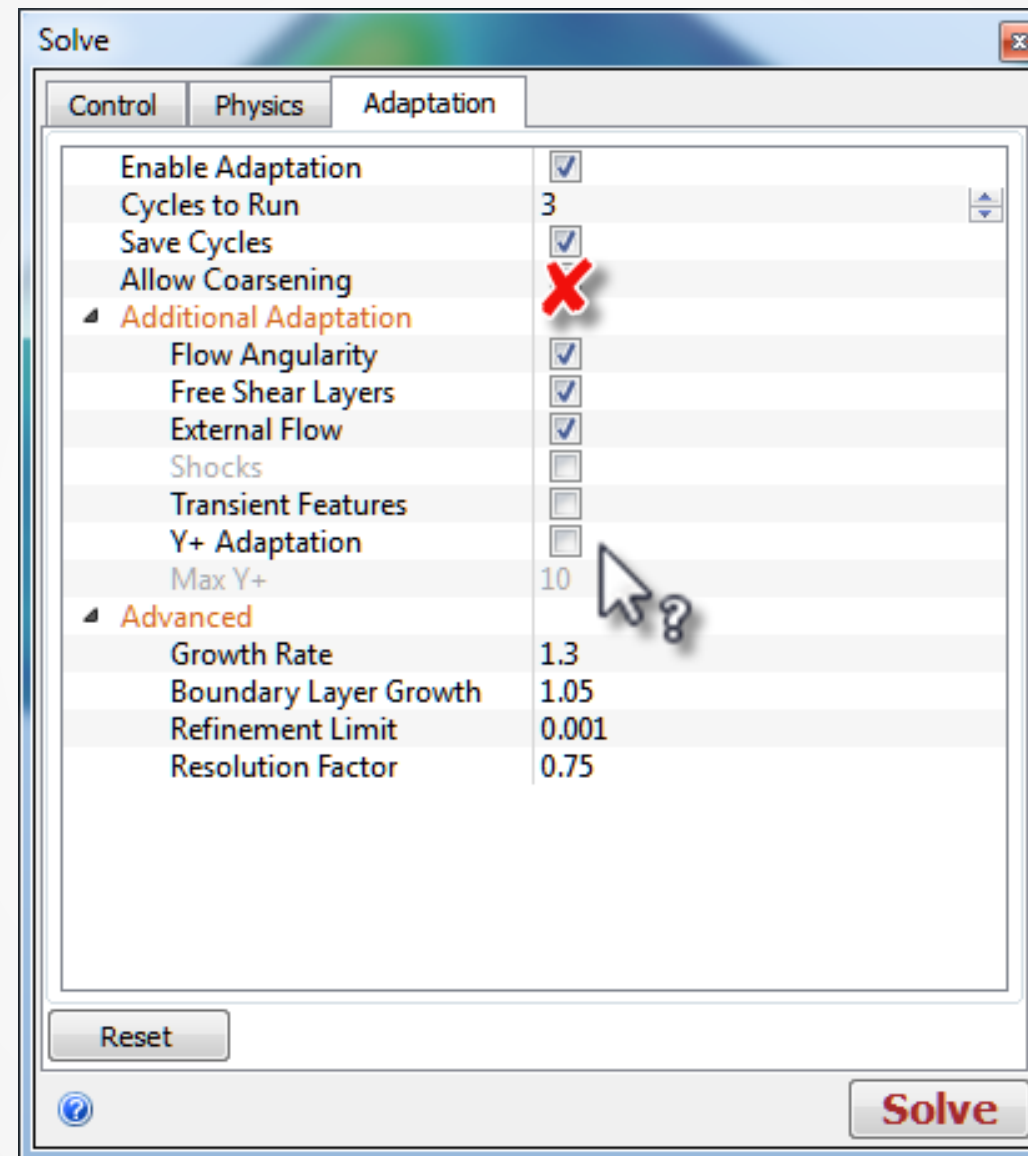 Solve
Control Physics Adaptation
Enable Adaptation
Cycles to Run 3
Save Cycles
Allow Coarsening
Additional Adaptation
Flow Angularity
Free Shear Layers
External Flow
Shocks
Transient Features
Y+ Adaptation
Max Y+ 10
Advanced
Growth Rate 1.3
Boundary Layer Growth 1.05
Refinement Limit 0.001
Resolution Factor 0.75
Reset
Solve